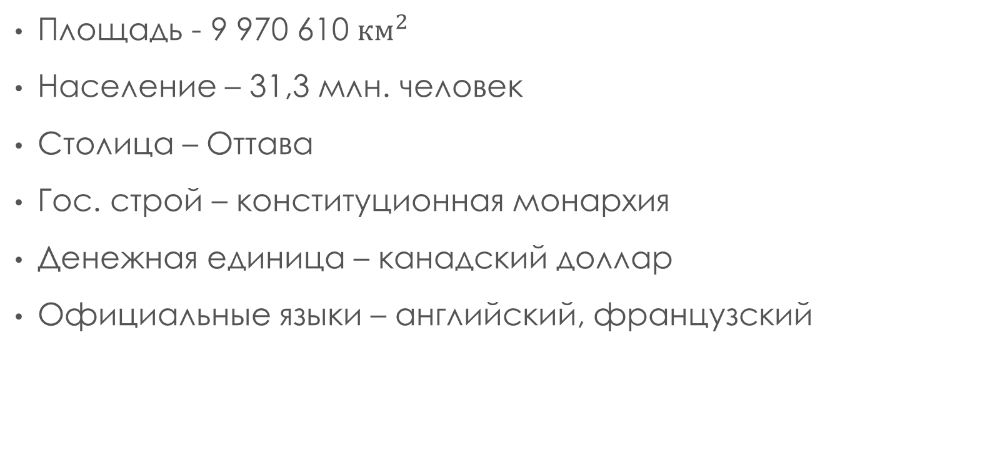 • Площадь - 9 970 610 км²
• Население – 31,3 млн. человек
• Столица – Оттава
• Гос. строй – конституционная монархия
• Денежная единица – канадский доллар
• Официальные языки – английский, французский